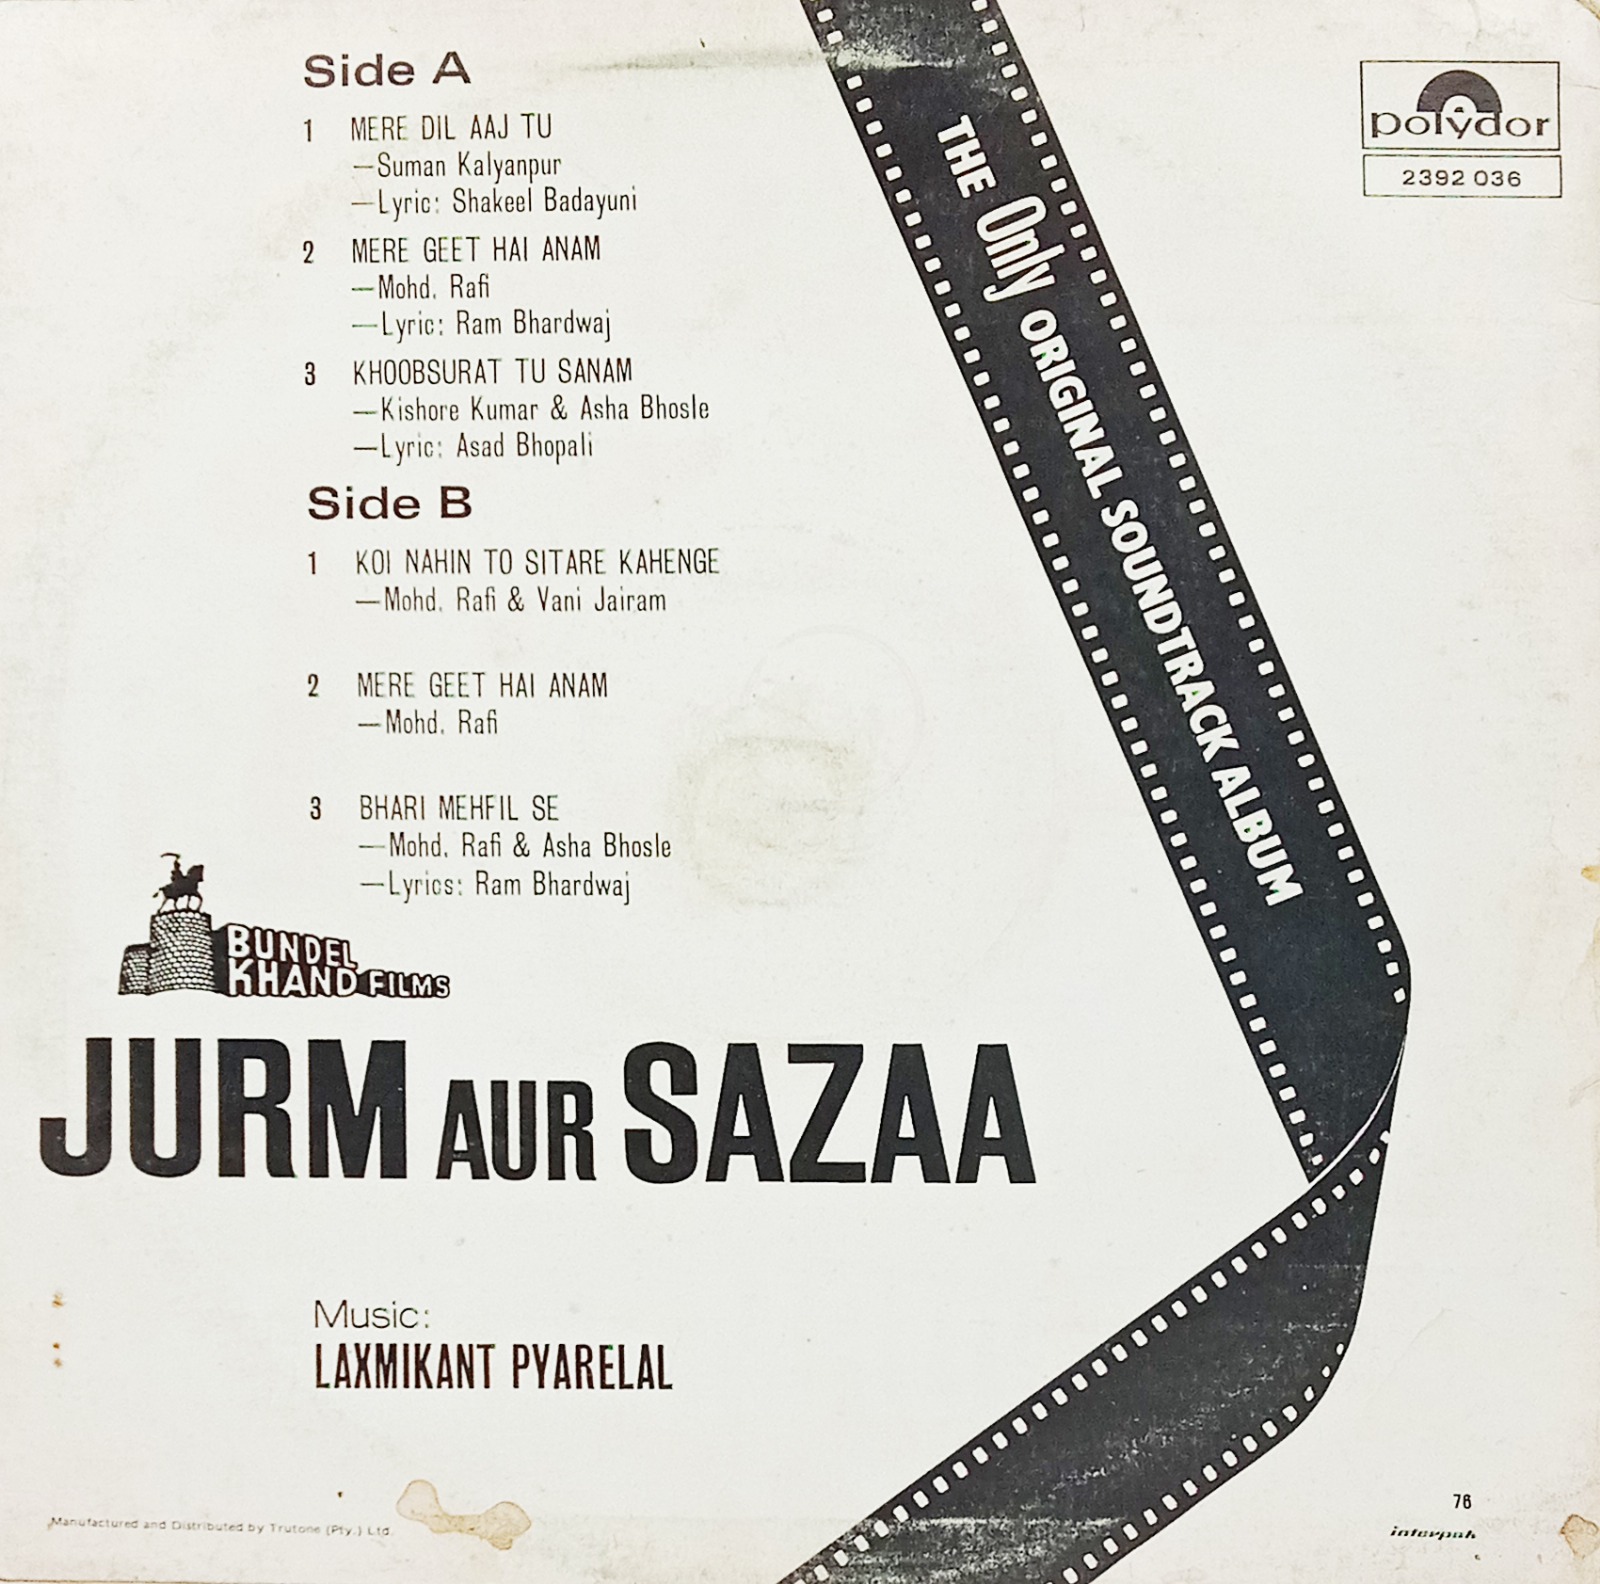 Side A
1 MERE DIL AAJ TU
—Suman Kalyanpur
—Lyric: Shakeel Badayuni
2 MERE GEET HAI ANAM
—Mohd. Rafi
—Lyric: Ram Bhardwaj
3 KHOOBSURAT TU SANAM
—Kishore Kumar & Asha Bhosle
—Lyric: Asad Bhopali
Side B
1 KOI NAHIN TO SITARE KAHENGE
—Mohd. Rafi & Vani Jairam
2 MERE GEET HAI ANAM
—Mohd. Rafi
3 BHARI MEHFIL SE
—Mohd. Rafi & Asha Bhosle
—Lyrics: Ram Bhardwaj
THE Only ORIGINAL SOUNDTRACK ALBUM
polydor
2392 036
BUNDEL
KHAND FILMS
JURM AUR SAZAA
Music:
LAXMIKANT PYARELAL
Manufactured and Distributed by Trutone (Pty.) Ltd.
76
interpak